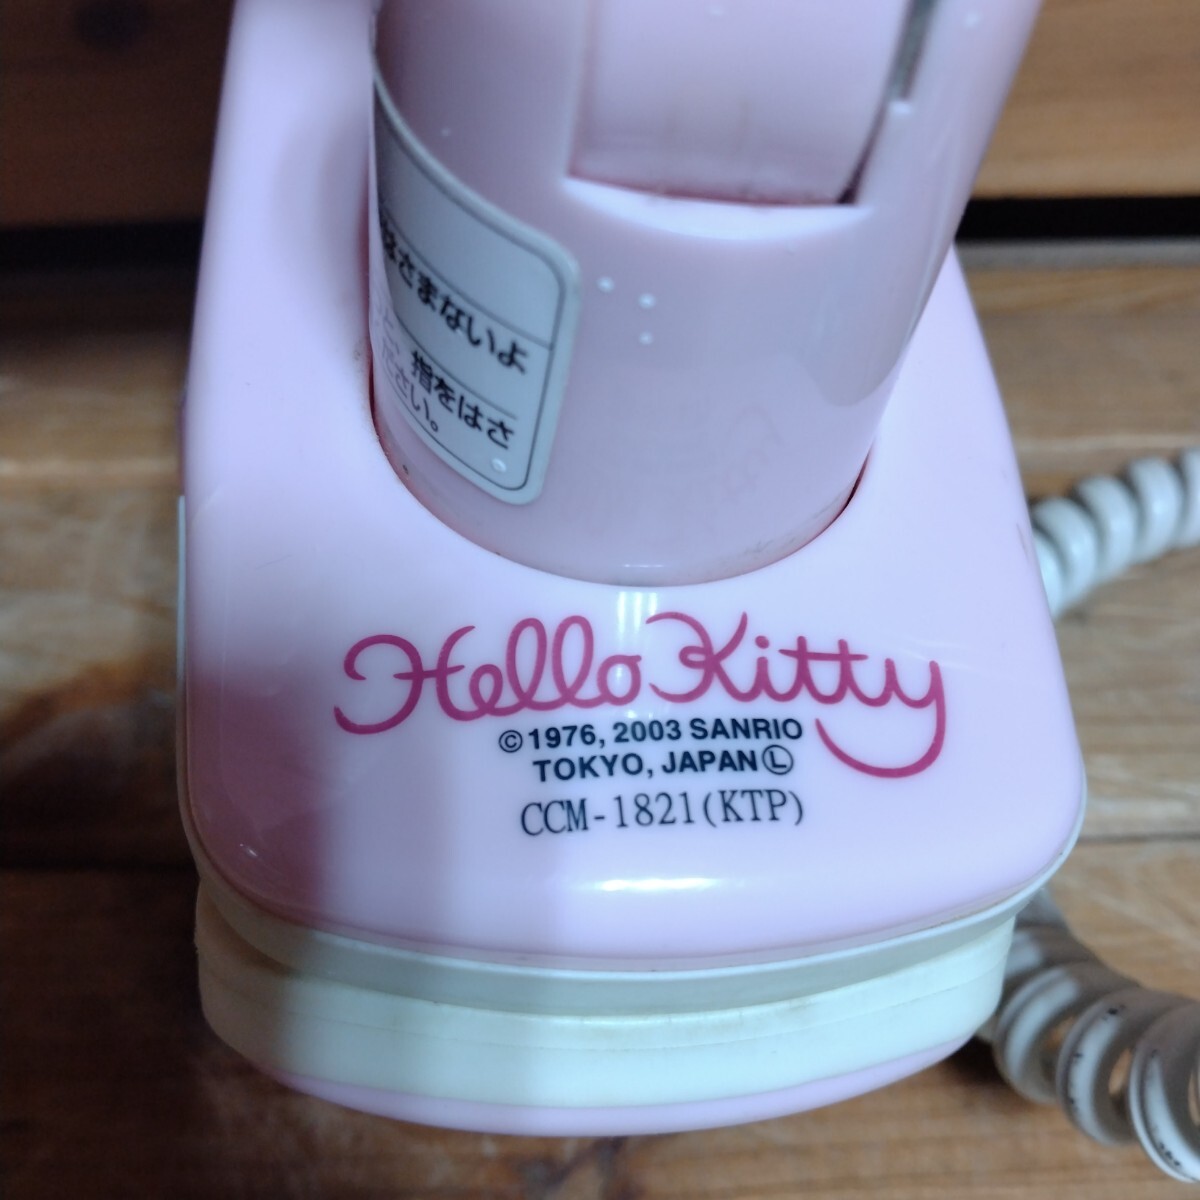 はさまないよ
、指をはさ
ださい。
Hello Kitty
© 1976, 2003 SANRIO
TOKYO, JAPAN Ⓛ
CCM-1821(KTP)